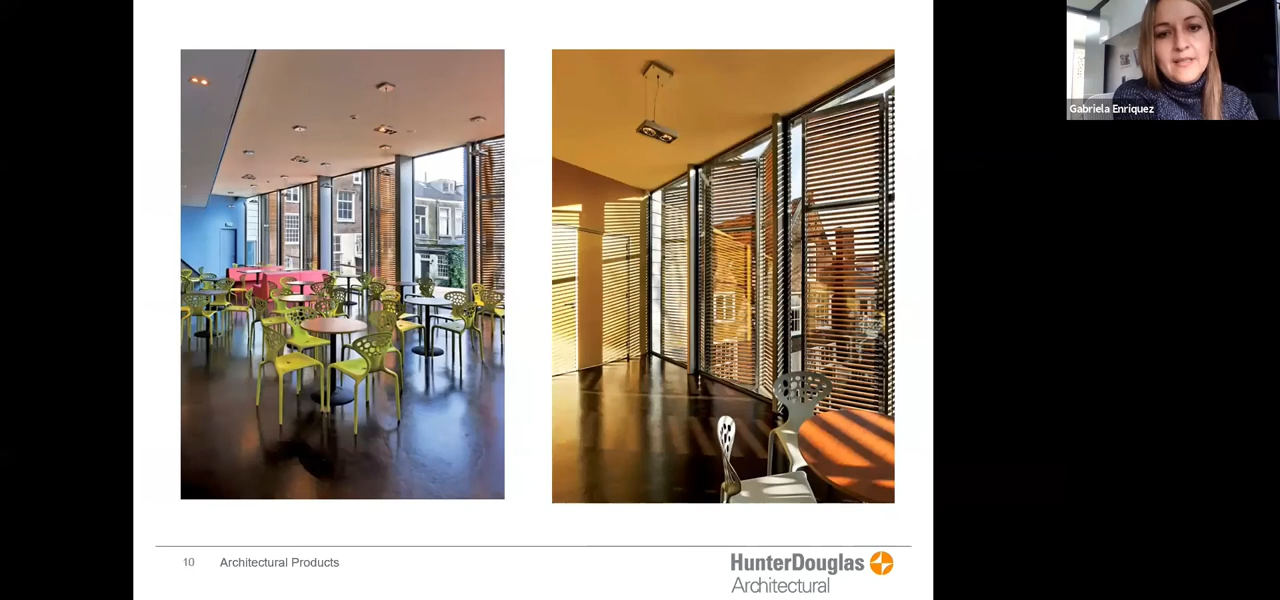 Gabriela Enriquez
10 Architectural Products
HunterDouglas
Architectural